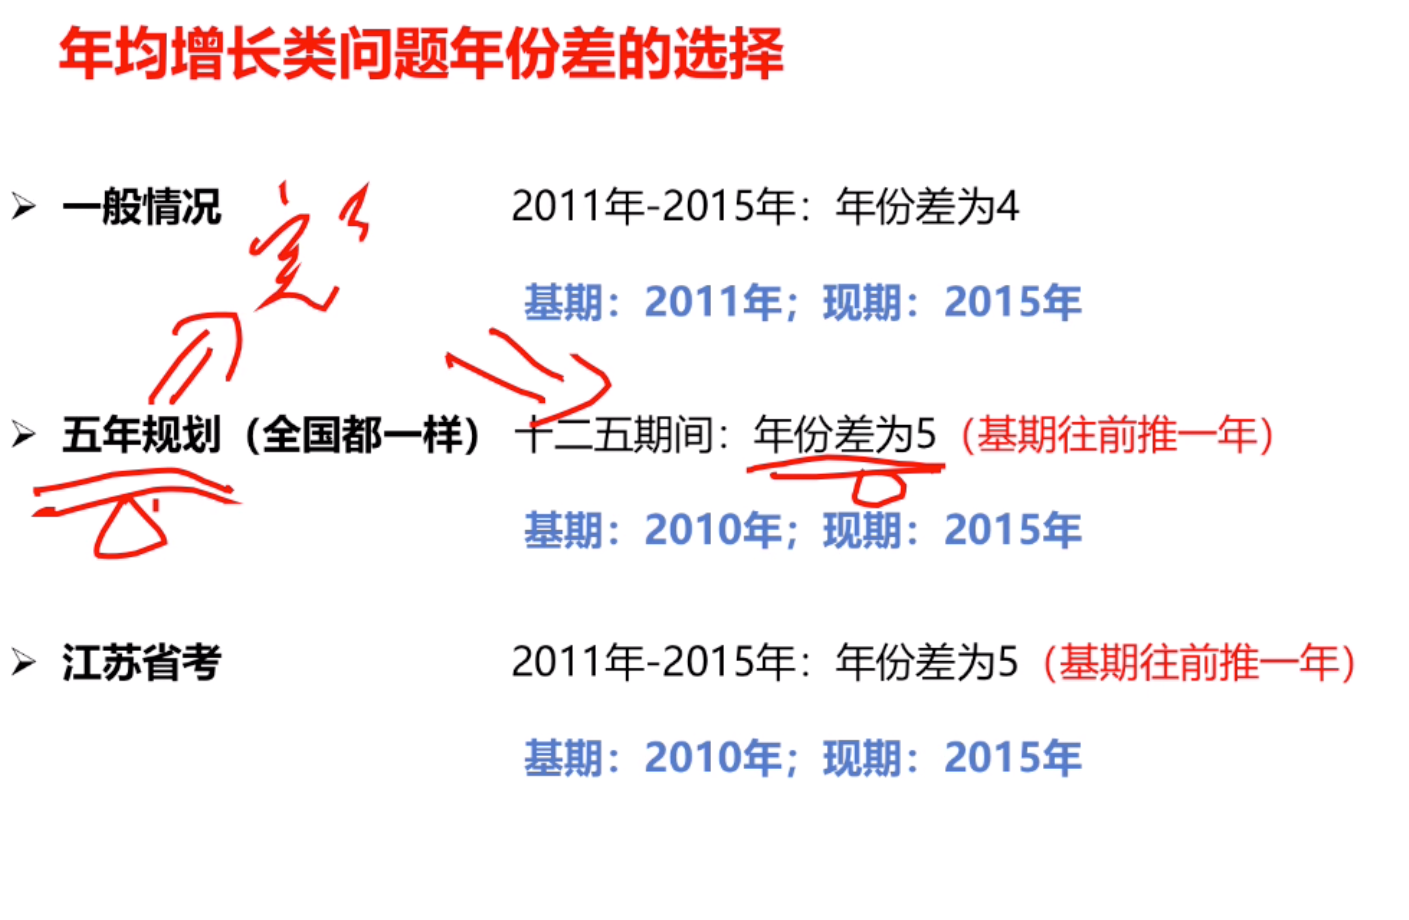 年均增长类问题年份差的选择
一般情况 2011年-2015年：年份差为4
基期：2011年；现期：2015年
五年规划（全国都一样） 十二五期间：年份差为5（基期往前推一年）
基期：2010年；现期：2015年
江苏省考 2011年-2015年：年份差为5（基期往前推一年）
基期：2010年；现期：2015年